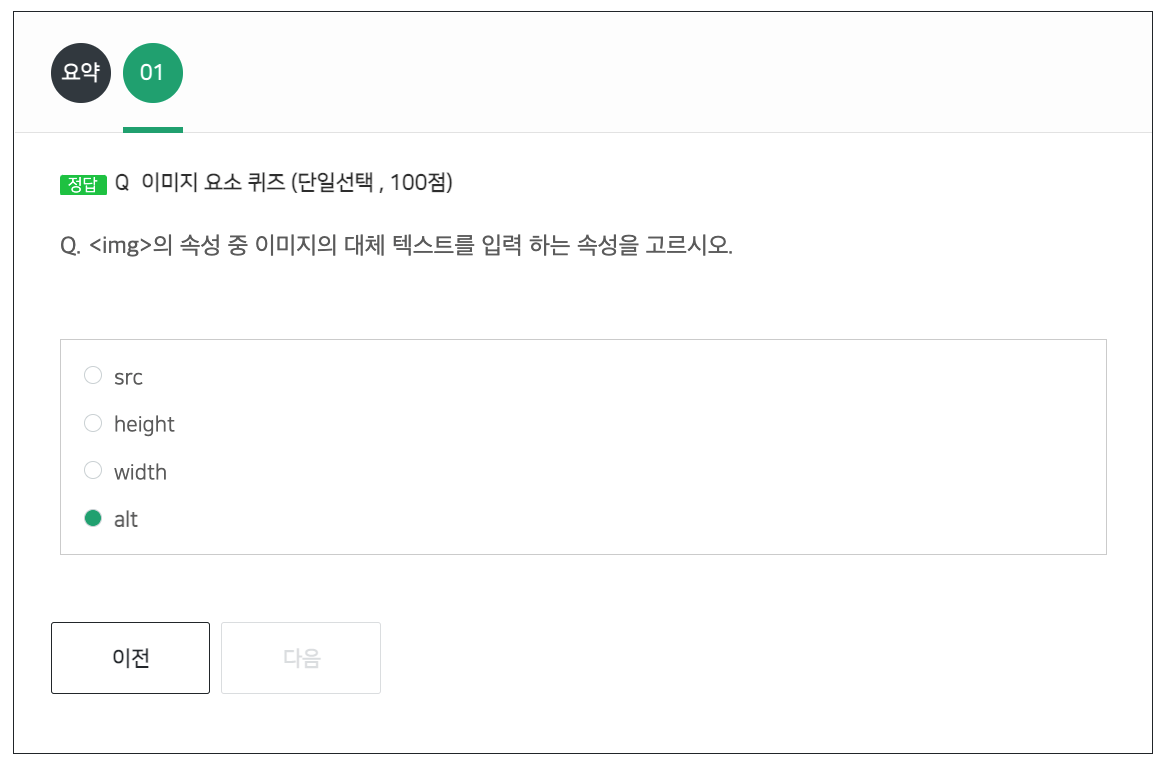 요약 01
정답 Q 이미지 요소 퀴즈 (단일선택 , 100점)
Q. <img>의 속성 중 이미지의 대체 텍스트를 입력 하는 속성을 고르시오.
src
height
width
alt
이전 다음